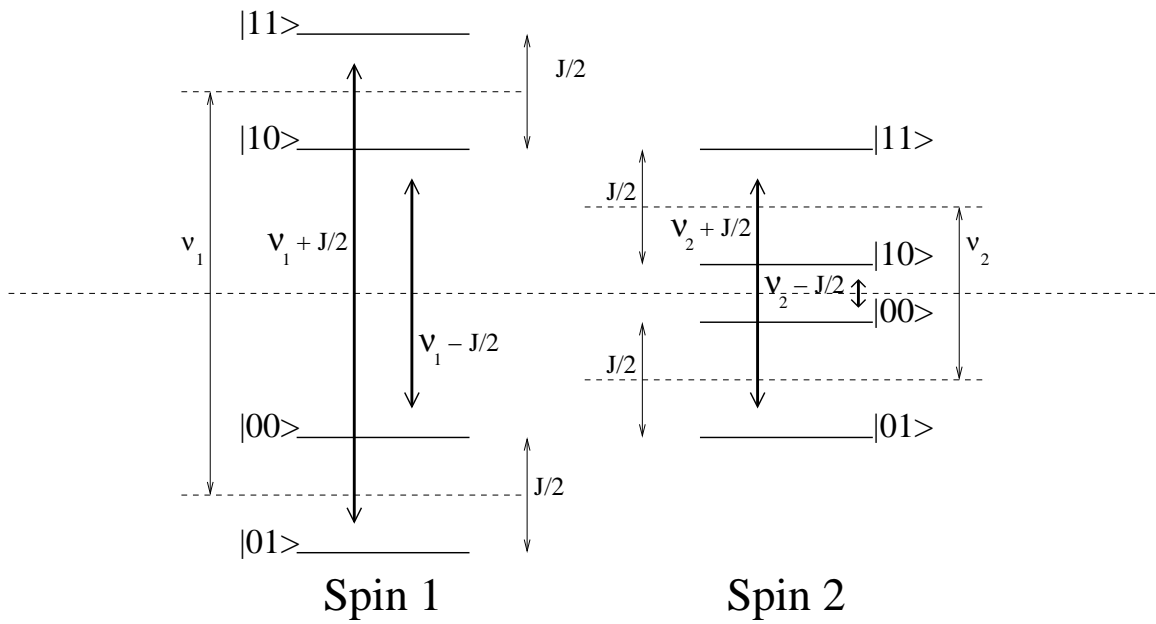 |11>
J/2
|10>
ν₁
ν₁ + J/2
ν₁ – J/2
|00>
J/2
|01>
Spin 1
|11>
J/2
ν₂ + J/2
ν₂
|10>
ν₂ – J/2
|00>
J/2
|01>
Spin 2